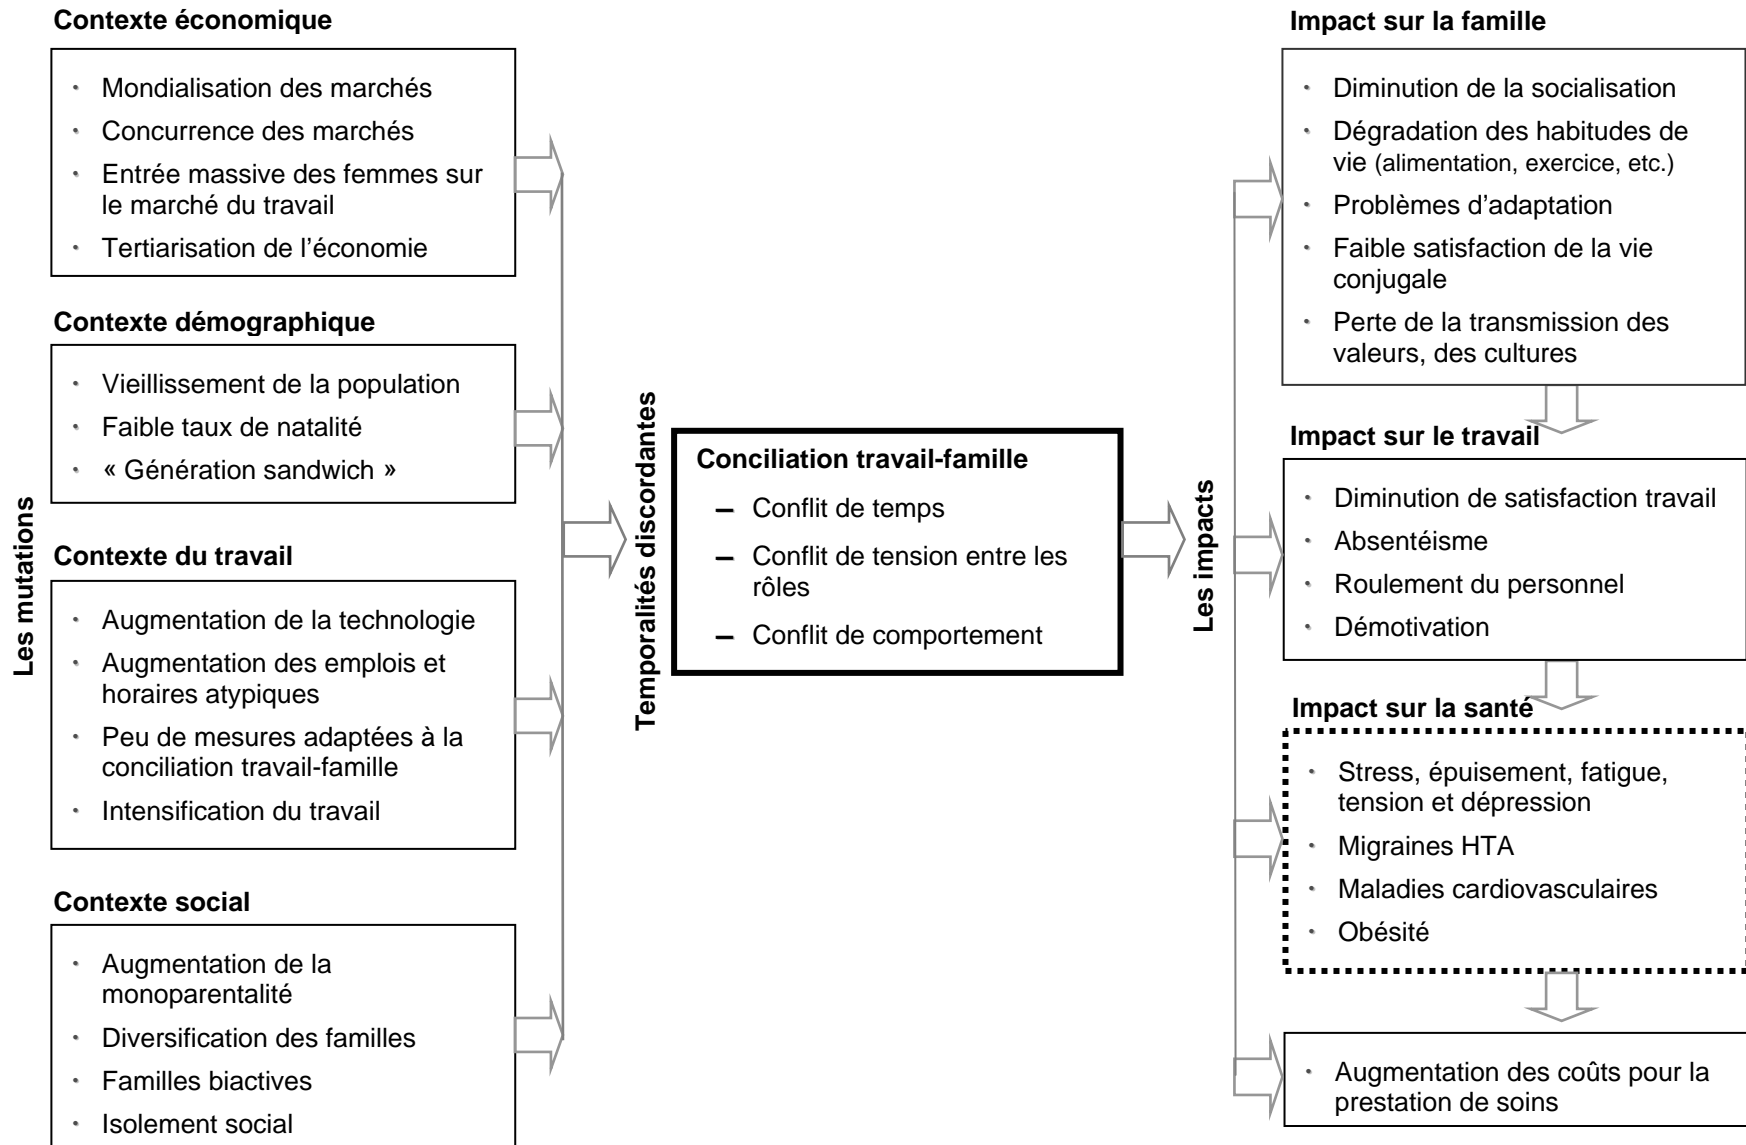 Les mutations
Contexte économique
· Mondialisation des marchés
· Concurrence des marchés
· Entrée massive des femmes sur
le marché du travail
· Tertiarisation de l’économie
Contexte démographique
· Vieillissement de la population
· Faible taux de natalité
· « Génération sandwich »
Contexte du travail
· Augmentation de la technologie
· Augmentation des emplois et
horaires atypiques
· Peu de mesures adaptées à la
conciliation travail-famille
· Intensification du travail
Contexte social
· Augmentation de la
monoparentalité
· Diversification des familles
· Familles biactives
· Isolement social
Temporalités discordantes
Conciliation travail-famille
– Conflit de temps
– Conflit de tension entre les
rôles
– Conflit de comportement
Les impacts
Impact sur la famille
· Diminution de la socialisation
· Dégradation des habitudes de
vie (alimentation, exercice, etc.)
· Problèmes d’adaptation
· Faible satisfaction de la vie
conjugale
· Perte de la transmission des
valeurs, des cultures
Impact sur le travail
· Diminution de satisfaction travail
· Absentéisme
· Roulement du personnel
· Démotivation
Impact sur la santé
· Stress, épuisement, fatigue,
tension et dépression
· Migraines HTA
· Maladies cardiovasculaires
· Obésité
· Augmentation des coûts pour la
prestation de soins